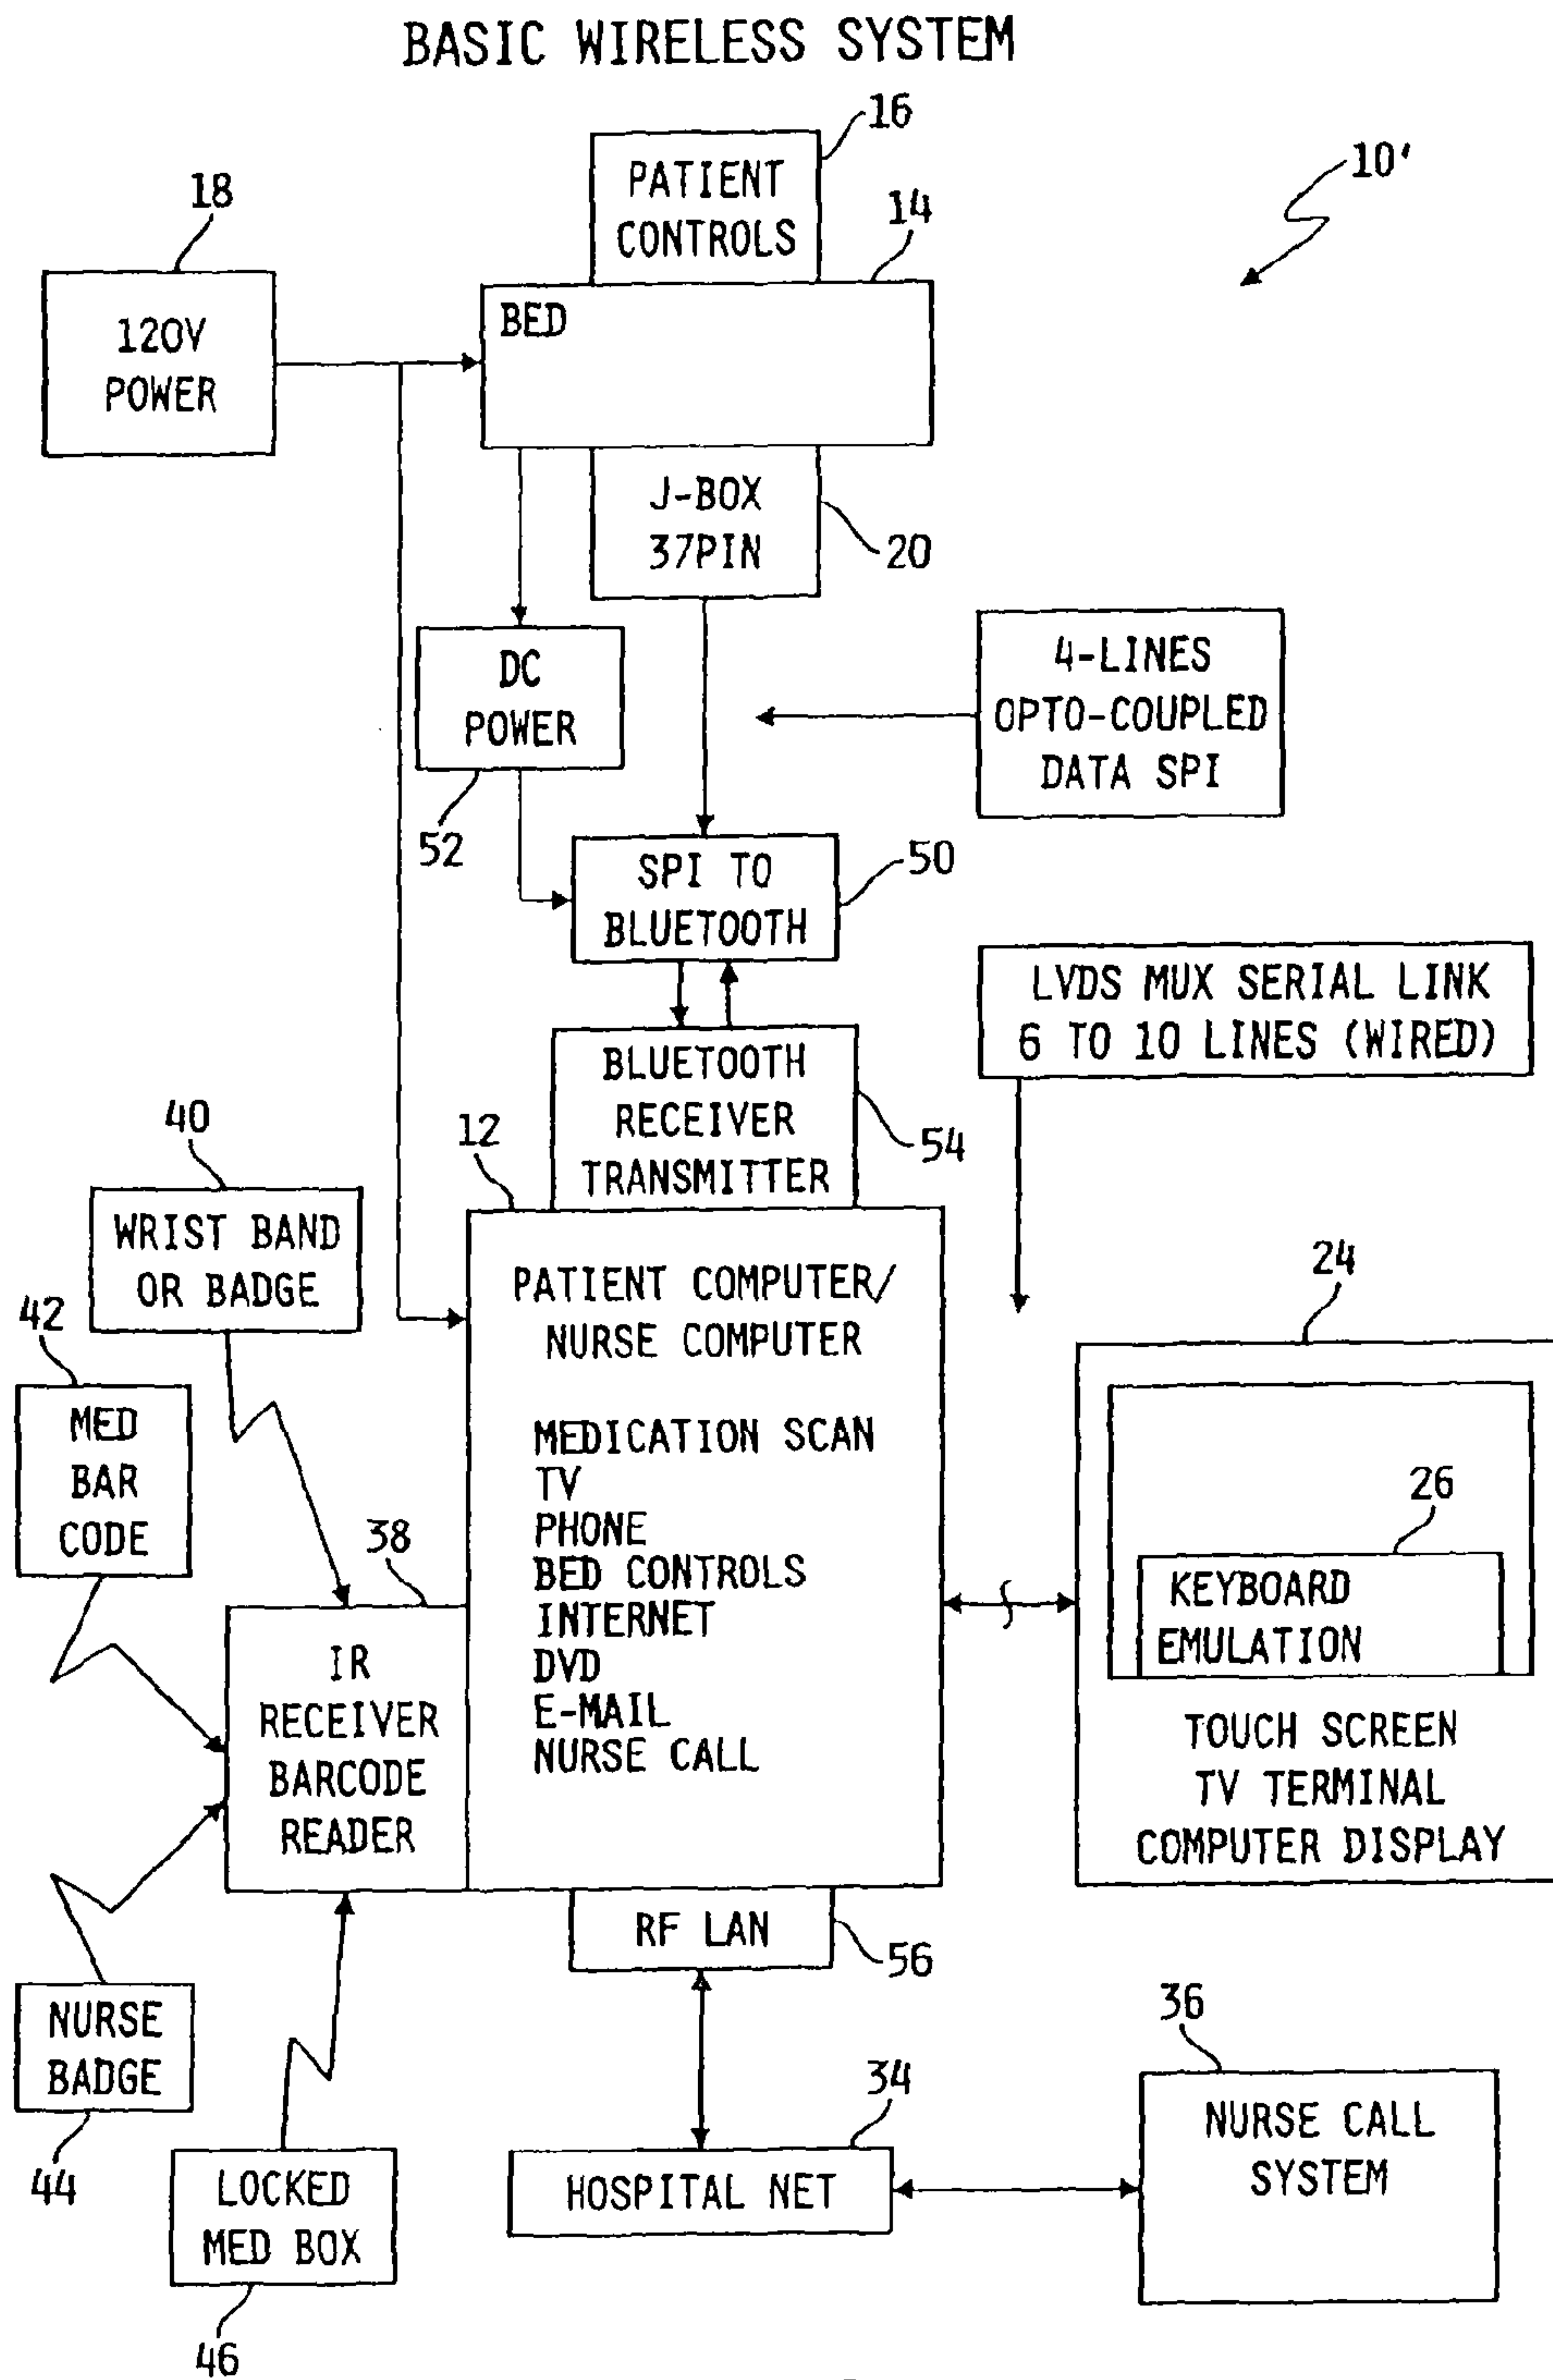 BASIC WIRELESS SYSTEM
16
PATIENT
CONTROLS
10'
18
14
120V
POWER
BED
J-BOX
37PIN
20
DC
POWER
52
4-LINES
OPTO-COUPLED
DATA SPI
SPI TO
BLUETOOTH
50
LVDS MUX SERIAL LINK
6 TO 10 LINES (WIRED)
BLUETOOTH
RECEIVER
TRANSMITTER
54
12
40
WRIST BAND
OR BADGE
42
MED
BAR
CODE
PATIENT COMPUTER/
NURSE COMPUTER
MEDICATION SCAN
TV
PHONE
BED CONTROLS
INTERNET
DVD
E-MAIL
NURSE CALL
24
26
KEYBOARD
EMULATION
TOUCH SCREEN
TV TERMINAL
COMPUTER DISPLAY
38
IR
RECEIVER
BARCODE
READER
RF LAN
56
NURSE
BADGE
44
LOCKED
MED BOX
46
34
HOSPITAL NET
36
NURSE CALL
SYSTEM